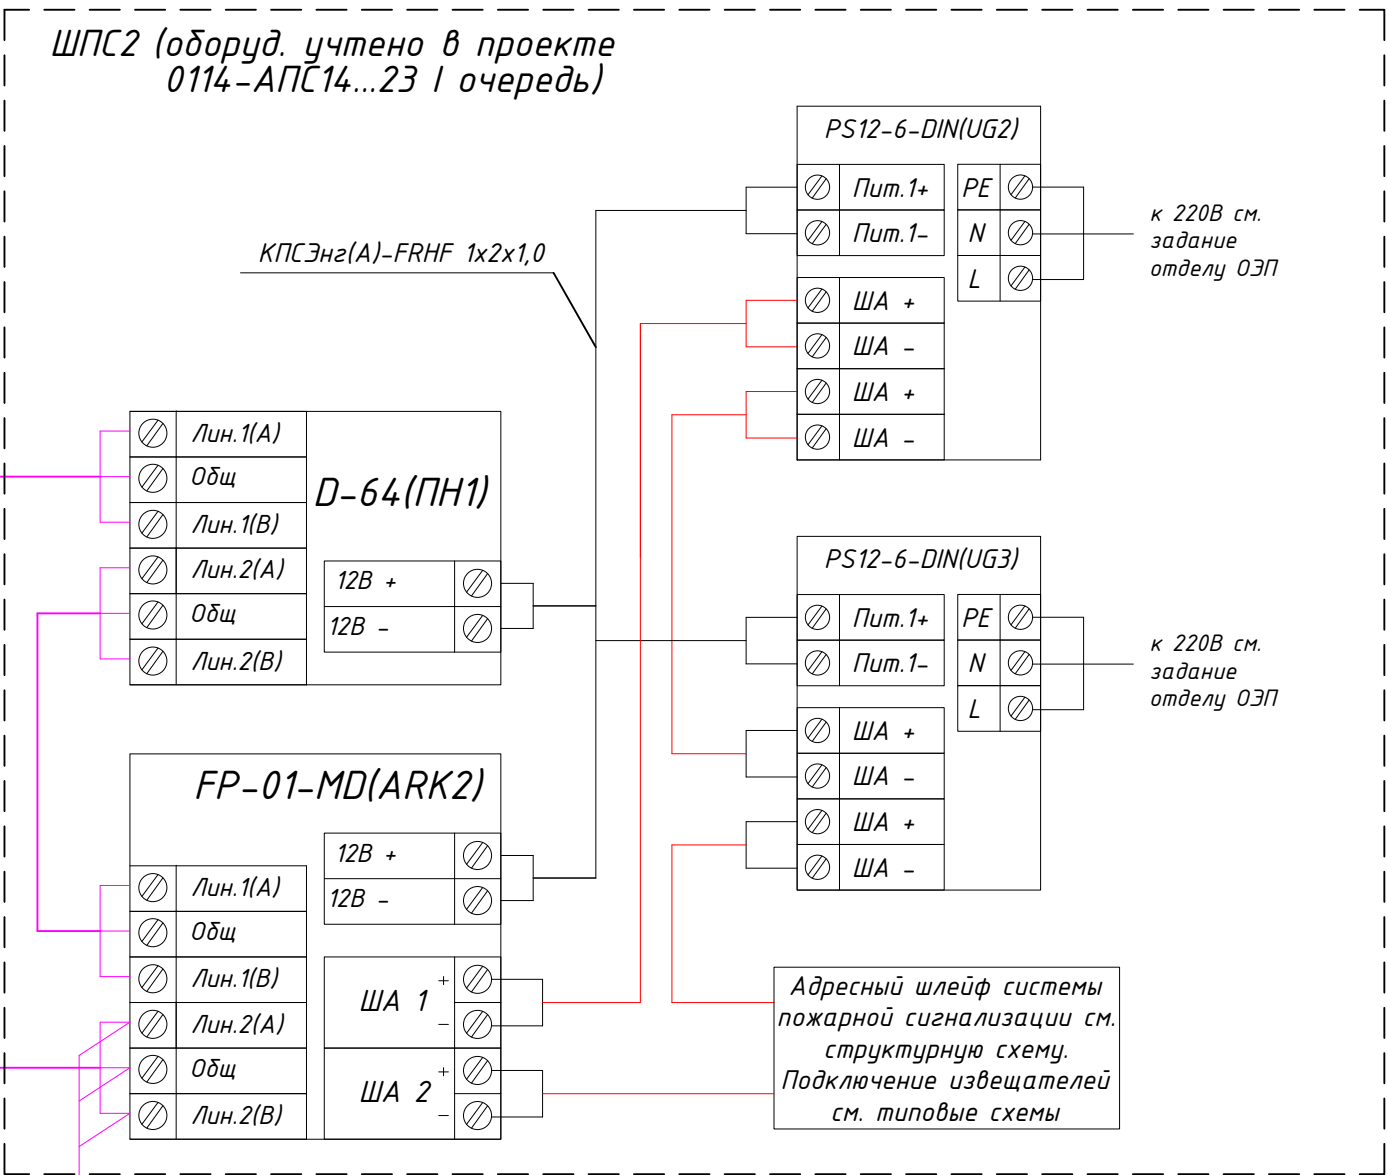 ШПС2 (оборуд. учтено в проекте
0114-АПС14...23 I очередь)
КПСЭнг(А)-FRHF 1х2х1,0
PS12-6-DIN(UG2)
Пит.1+
Пит.1-
PE
N
L
к 220В см.
задание
отделу ОЭП
ША +
ША -
ША +
ША -
D-64(ПН1)
Лин.1(А)
Общ
Лин.1(В)
Лин.2(А)
Общ
Лин.2(В)
12В +
12В -
PS12-6-DIN(UG3)
Пит.1+
Пит.1-
PE
N
L
к 220В см.
задание
отделу ОЭП
ША +
ША -
ША +
ША -
FP-01-MD(ARK2)
12В +
12В -
Лин.1(А)
Общ
Лин.1(В)
Лин.2(А)
Общ
Лин.2(В)
ША 1
+
-
ША 2
+
-
Адресный шлейф системы
пожарной сигнализации см.
структурную схему.
Подключение извещателей
см. типовые схемы